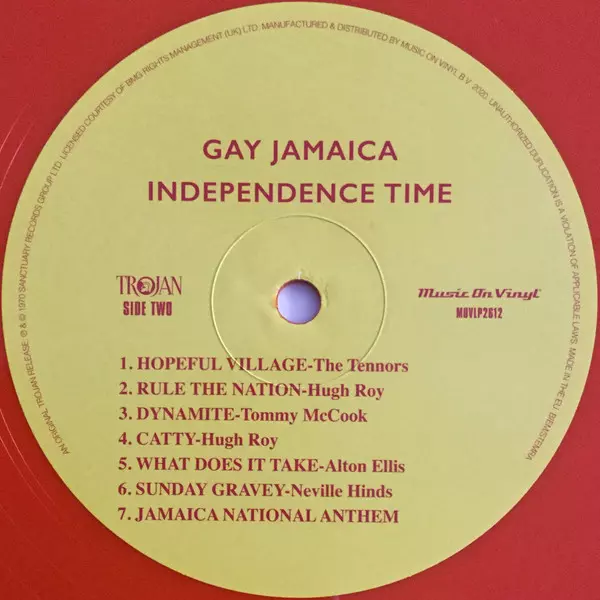 AN ORIGINAL TROJAN RELEASE. ℗ & © 1970 SANCTUARY RECORDS GROUP LTD. LICENSED COURTESY OF BMG RIGHTS MANAGEMENT (UK) LTD. MANUFACTURED & DISTRIBUTED BY MUSIC ON VINYL B.V. 2020. UNAUTHORIZED DUPLICATION IS A VIOLATION OF APPLICABLE LAWS. MADE IN THE EU. BIEM/STEMRA
GAY JAMAICA
INDEPENDENCE TIME
TROJAN
SIDE TWO
Music On Vinyl
MOVLP2612
1. HOPEFUL VILLAGE-The Tennors
2. RULE THE NATION-Hugh Roy
3. DYNAMITE-Tommy McCook
4. CATTY-Hugh Roy
5. WHAT DOES IT TAKE-Alton Ellis
6. SUNDAY GRAVEY-Neville Hinds
7. JAMAICA NATIONAL ANTHEM